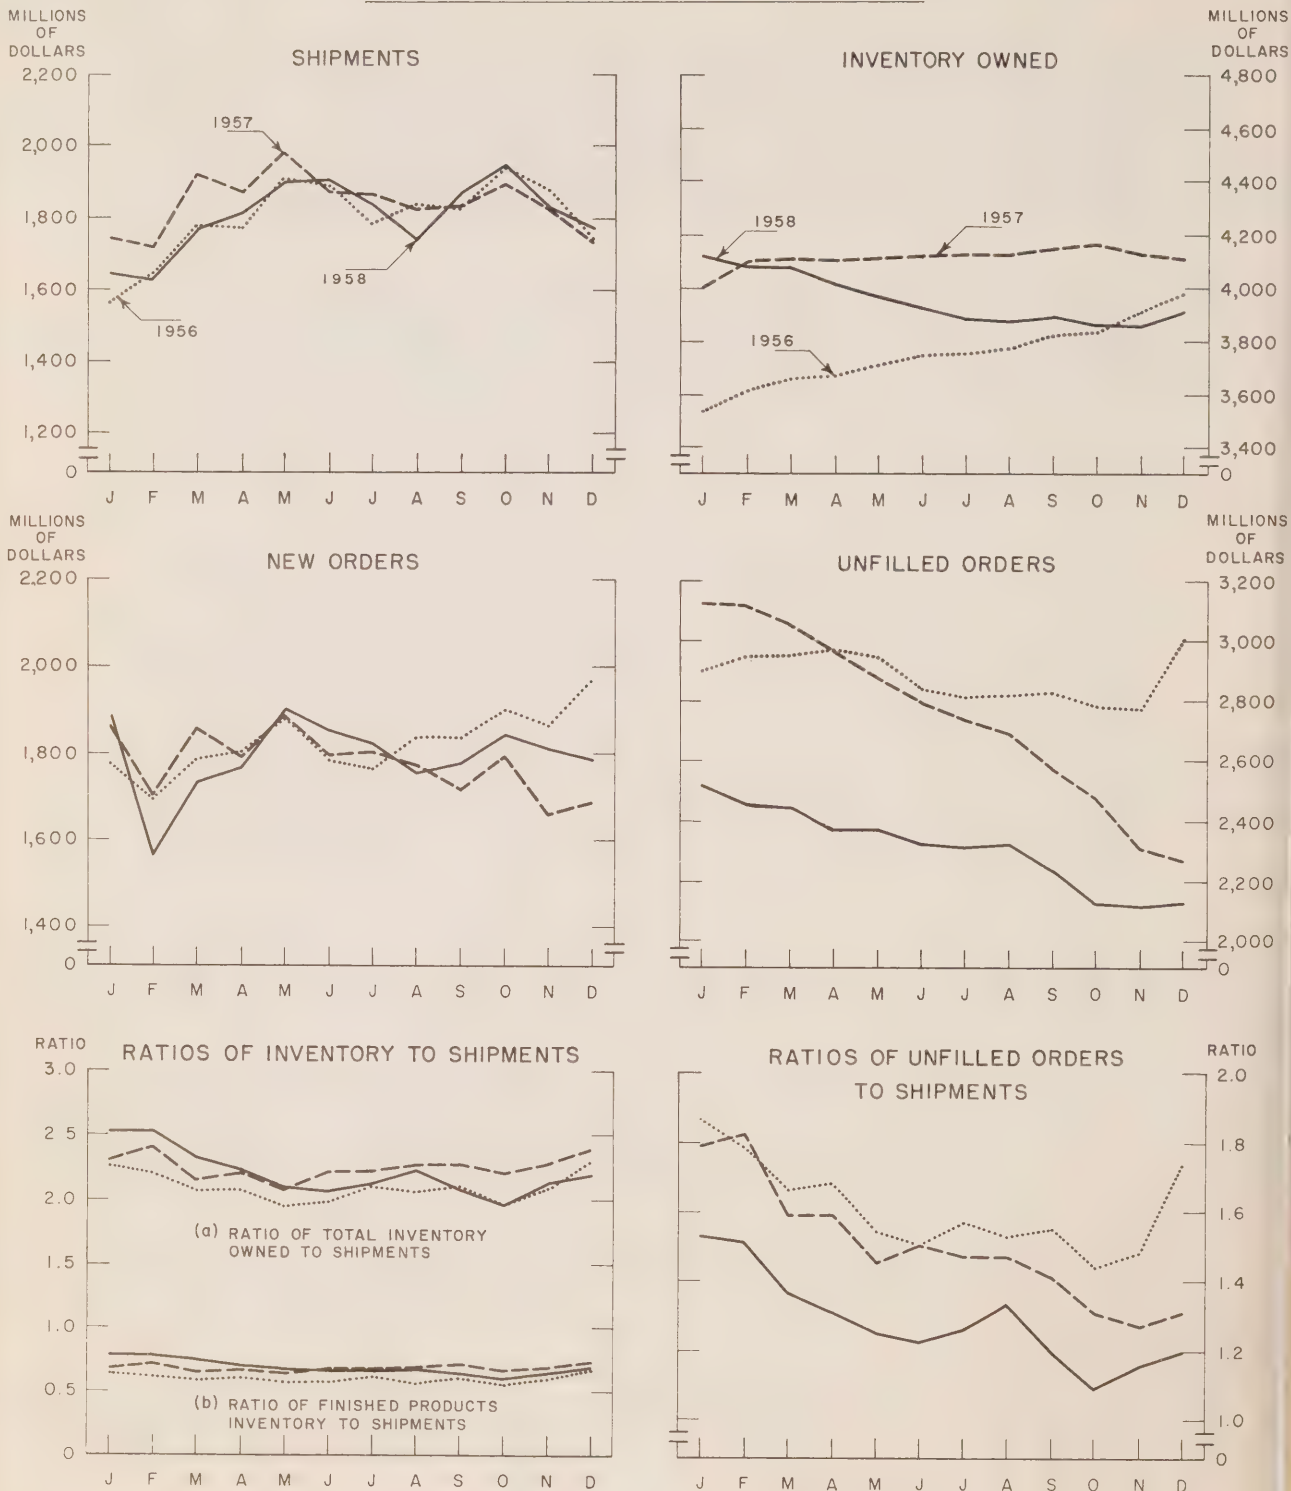 MILLIONS
OF
DOLLARS
SHIPMENTS
2,200
2,000
1,800
1,600
1,400
1,200
0
1957
1958
1956
J F M A M J J A S O N D
INVENTORY OWNED
MILLIONS
OF
DOLLARS
4,800
4,600
4,400
4,200
4,000
3,800
3,600
3,400
0
1958
1957
1956
J F M A M J J A S O N D
MILLIONS
OF
DOLLARS
NEW ORDERS
2,200
2,000
1,800
1,600
1,400
0
J F M A M J J A S O N D
UNFILLED ORDERS
MILLIONS
OF
DOLLARS
3,200
3,000
2,800
2,600
2,400
2,200
2,000
0
J F M A M J J A S O N D
RATIO
RATIOS OF INVENTORY TO SHIPMENTS
3.0
2 5
2.0
1.5
1.0
0.5
0
(a) RATIO OF TOTAL INVENTORY
OWNED TO SHIPMENTS
(b) RATIO OF FINISHED PRODUCTS
INVENTORY TO SHIPMENTS
J F M A M J J A S O N D
RATIOS OF UNFILLED ORDERS
TO SHIPMENTS
RATIO
2.0
1.8
1.6
1.4
1.2
1.0
0
J F M A M J J A S O N D